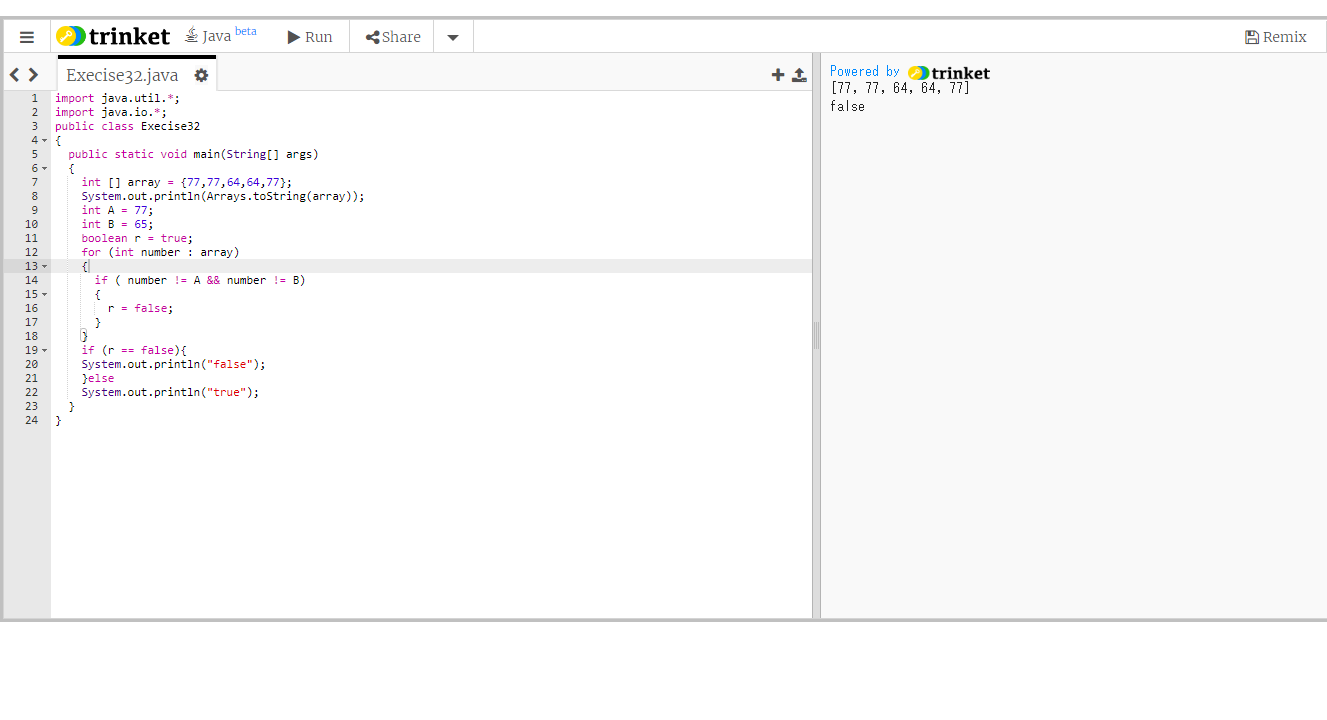 trinket Java beta Run Share Remix
Execise32.java
1 import java.util.*;
2 import java.io.*;
3 public class Execise32
4 {
5 public static void main(String[] args)
6 {
7 int [] array = {77,77,64,64,77};
8 System.out.println(Arrays.toString(array));
9 int A = 77;
10 int B = 65;
11 boolean r = true;
12 for (int number : array)
13 {
14 if ( number != A && number != B)
15 {
16 r = false;
17 }
18 }
19 if (r == false){
20 System.out.println("false");
21 }else
22 System.out.println("true");
23 }
24 }
Powered by trinket
[77, 77, 64, 64, 77]
false